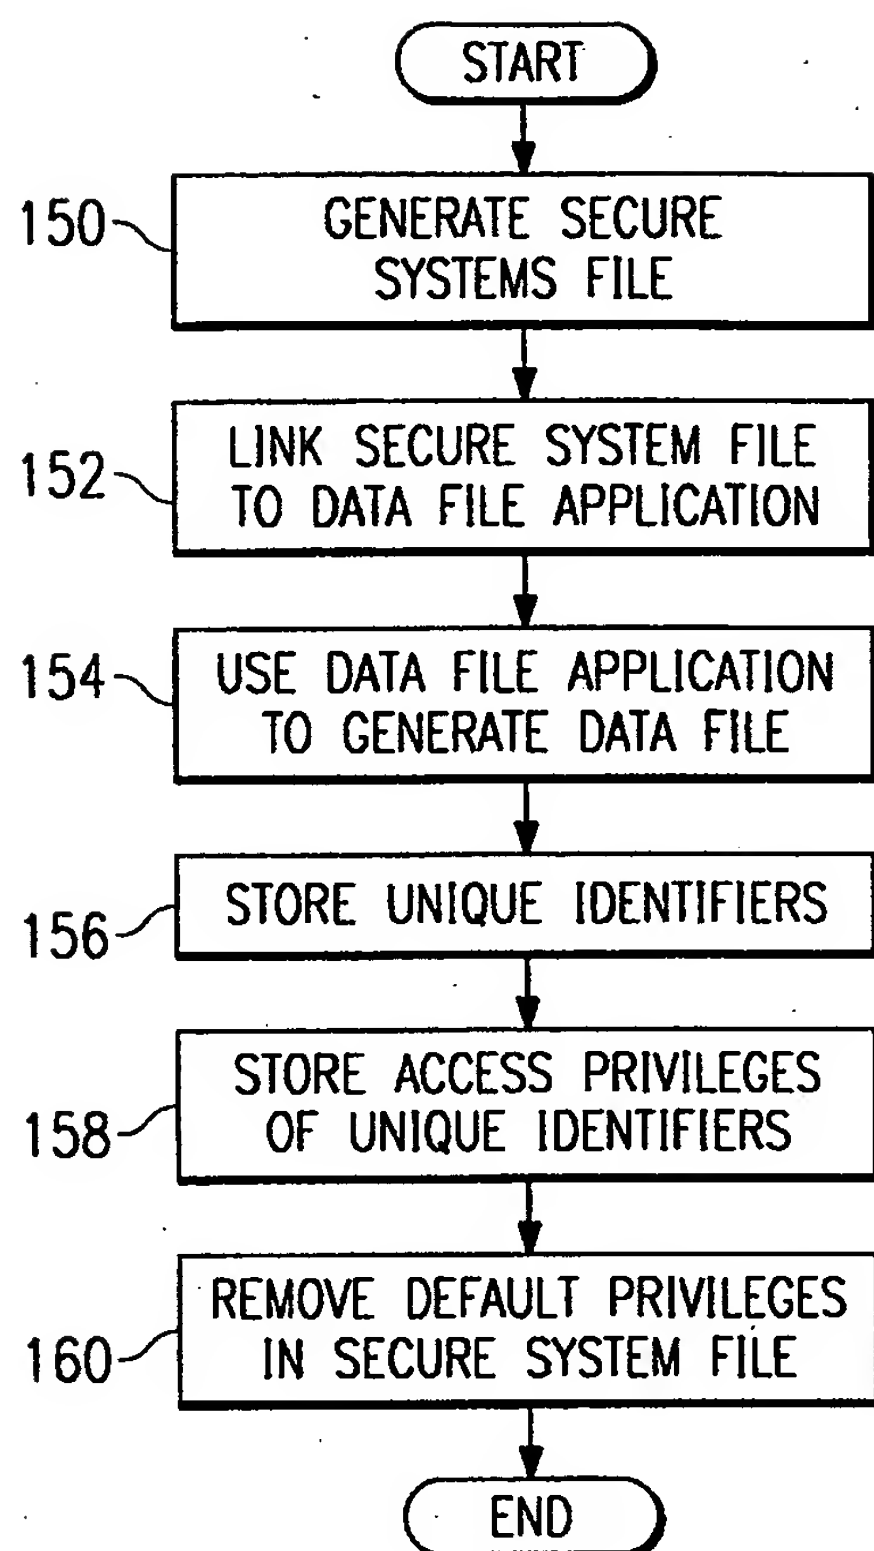 START
150
GENERATE SECURE
SYSTEMS FILE
152
LINK SECURE SYSTEM FILE
TO DATA FILE APPLICATION
154
USE DATA FILE APPLICATION
TO GENERATE DATA FILE
156
STORE UNIQUE IDENTIFIERS
158
STORE ACCESS PRIVILEGES
OF UNIQUE IDENTIFIERS
160
REMOVE DEFAULT PRIVILEGES
IN SECURE SYSTEM FILE
END